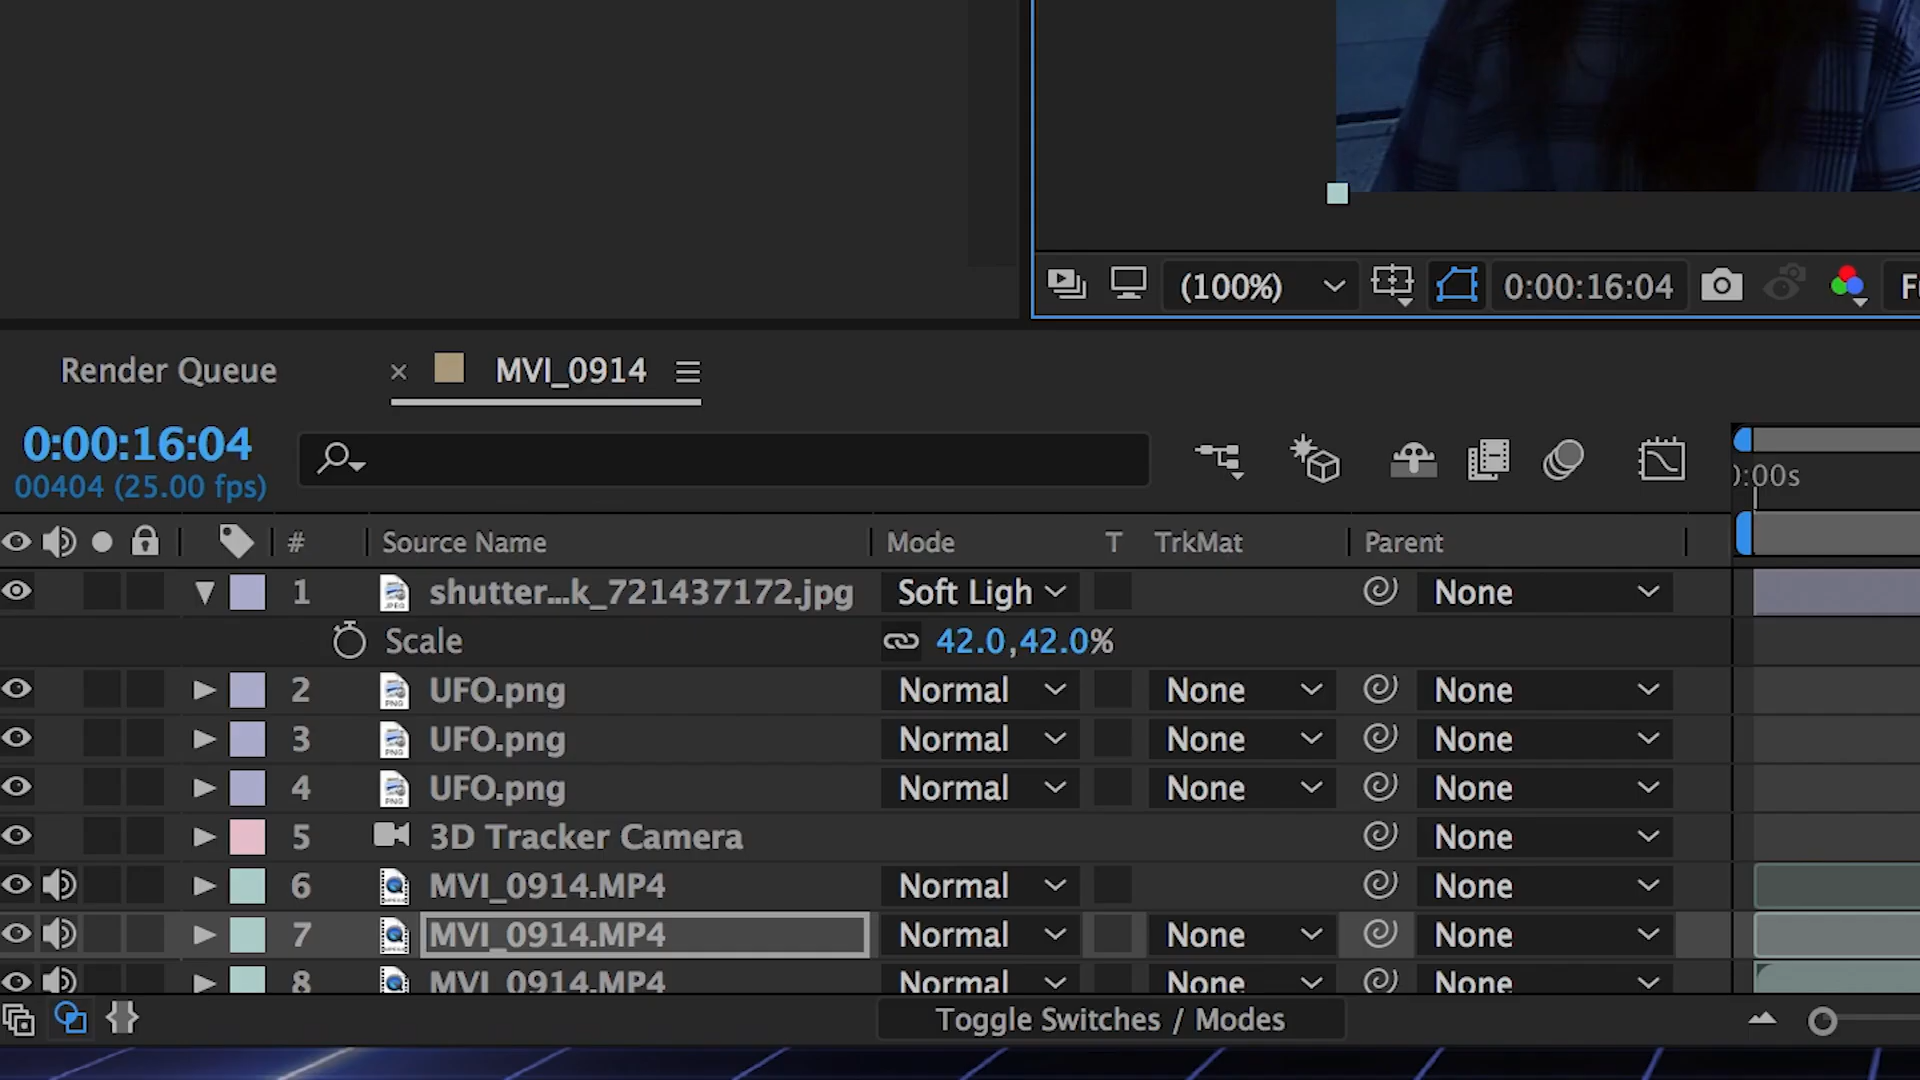 (100%) 0:00:16:04
Render Queue × MVI_0914
0:00:16:04
00404 (25.00 fps)
0:00s
# Source Name Mode T TrkMat Parent
1 shutter...k_721437172.jpg Soft Ligh None
Scale 42.0,42.0%
2 UFO.png Normal None None
3 UFO.png Normal None None
4 UFO.png Normal None None
5 3D Tracker Camera None
6 MVI_0914.MP4 Normal None
7 MVI_0914.MP4 Normal None None
8 MVI_0914.MP4 Normal None None
Toggle Switches / Modes